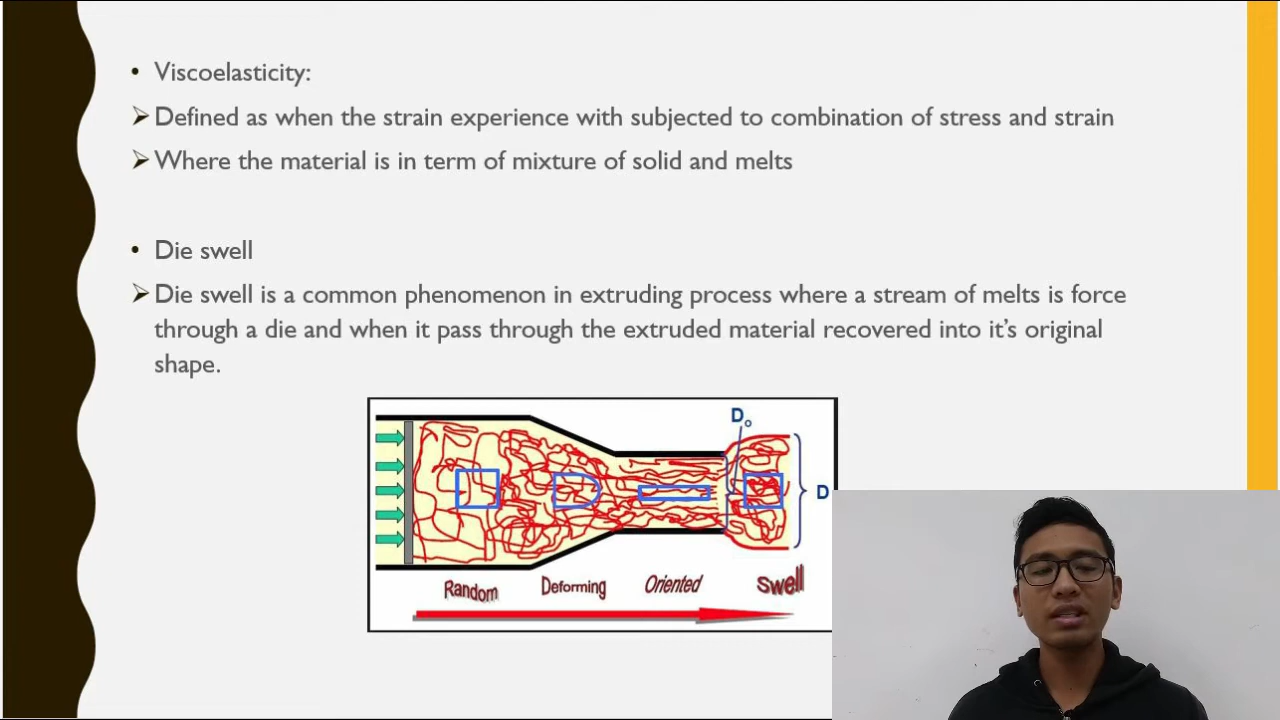 Viscoelasticity:
Defined as when the strain experience with subjected to combination of stress and strain
Where the material is in term of mixture of solid and melts
Die swell
Die swell is a common phenomenon in extruding process where a stream of melts is force
through a die and when it pass through the extruded material recovered into it's original
shape.
Do
D
Random Deforming Oriented Swell